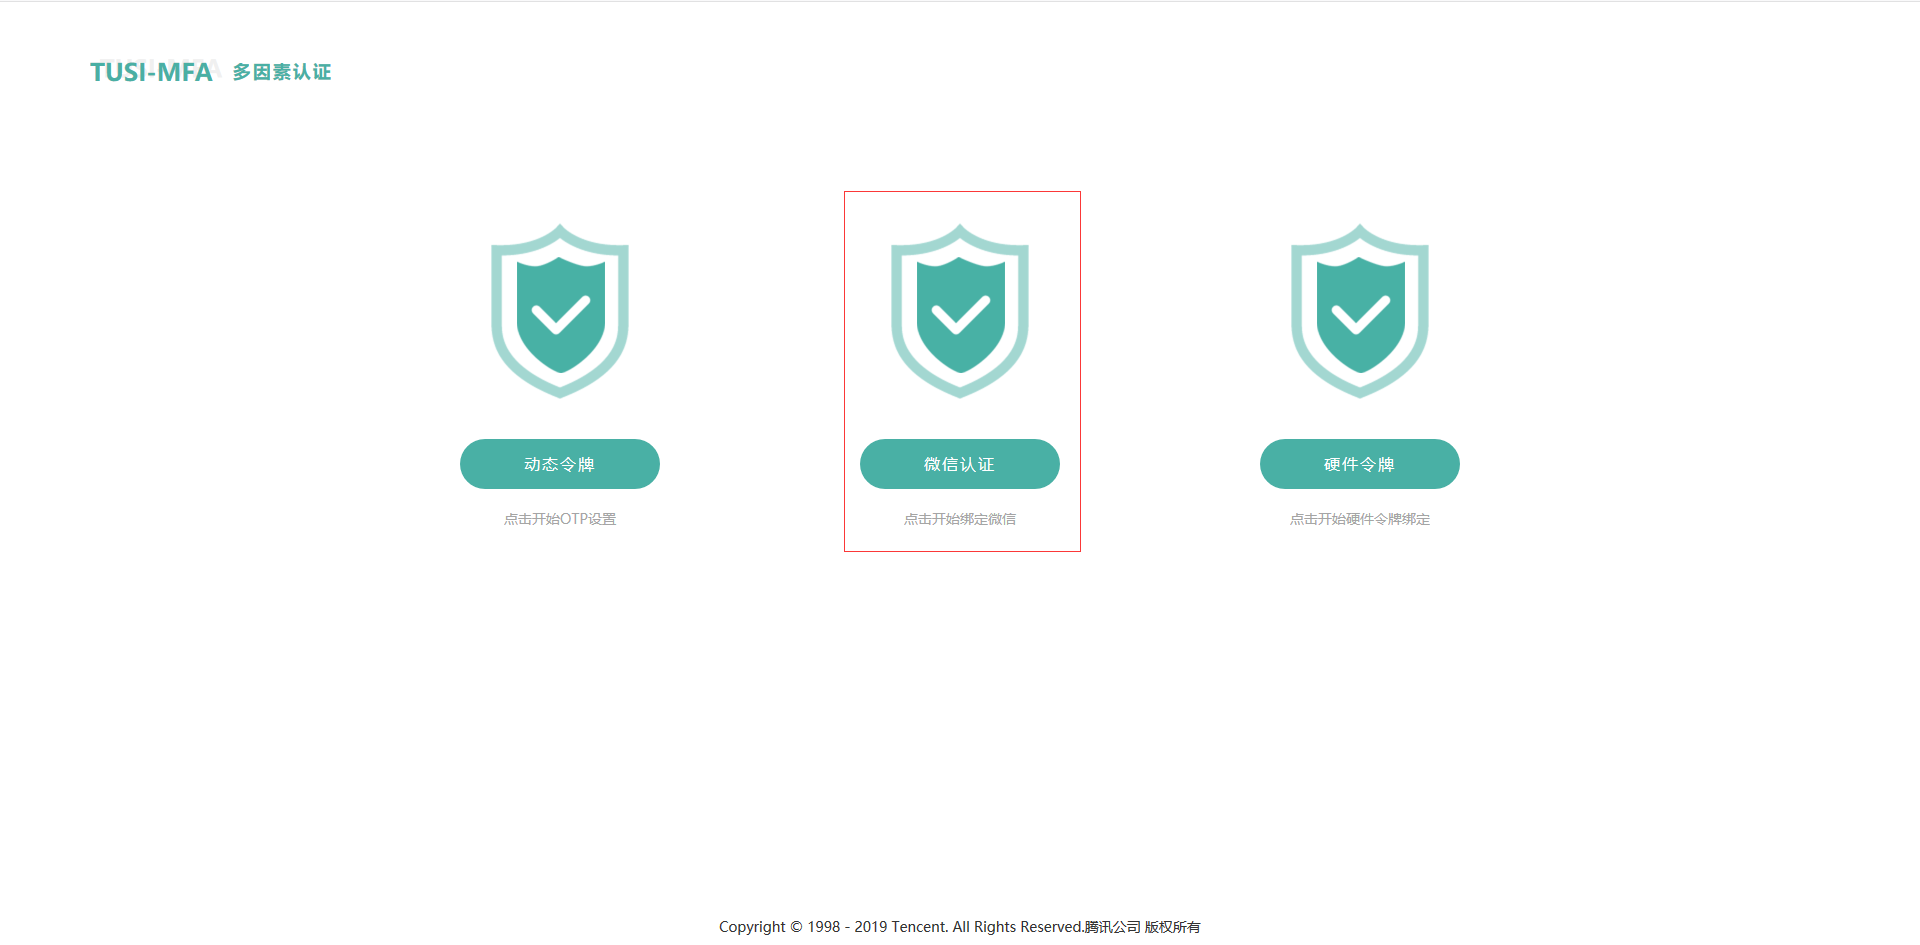 TUSI-MFA 多因素认证
动态令牌
点击开始OTP设置
微信认证
点击开始绑定微信
硬件令牌
点击开始硬件令牌绑定
Copyright © 1998 - 2019 Tencent. All Rights Reserved.腾讯公司 版权所有